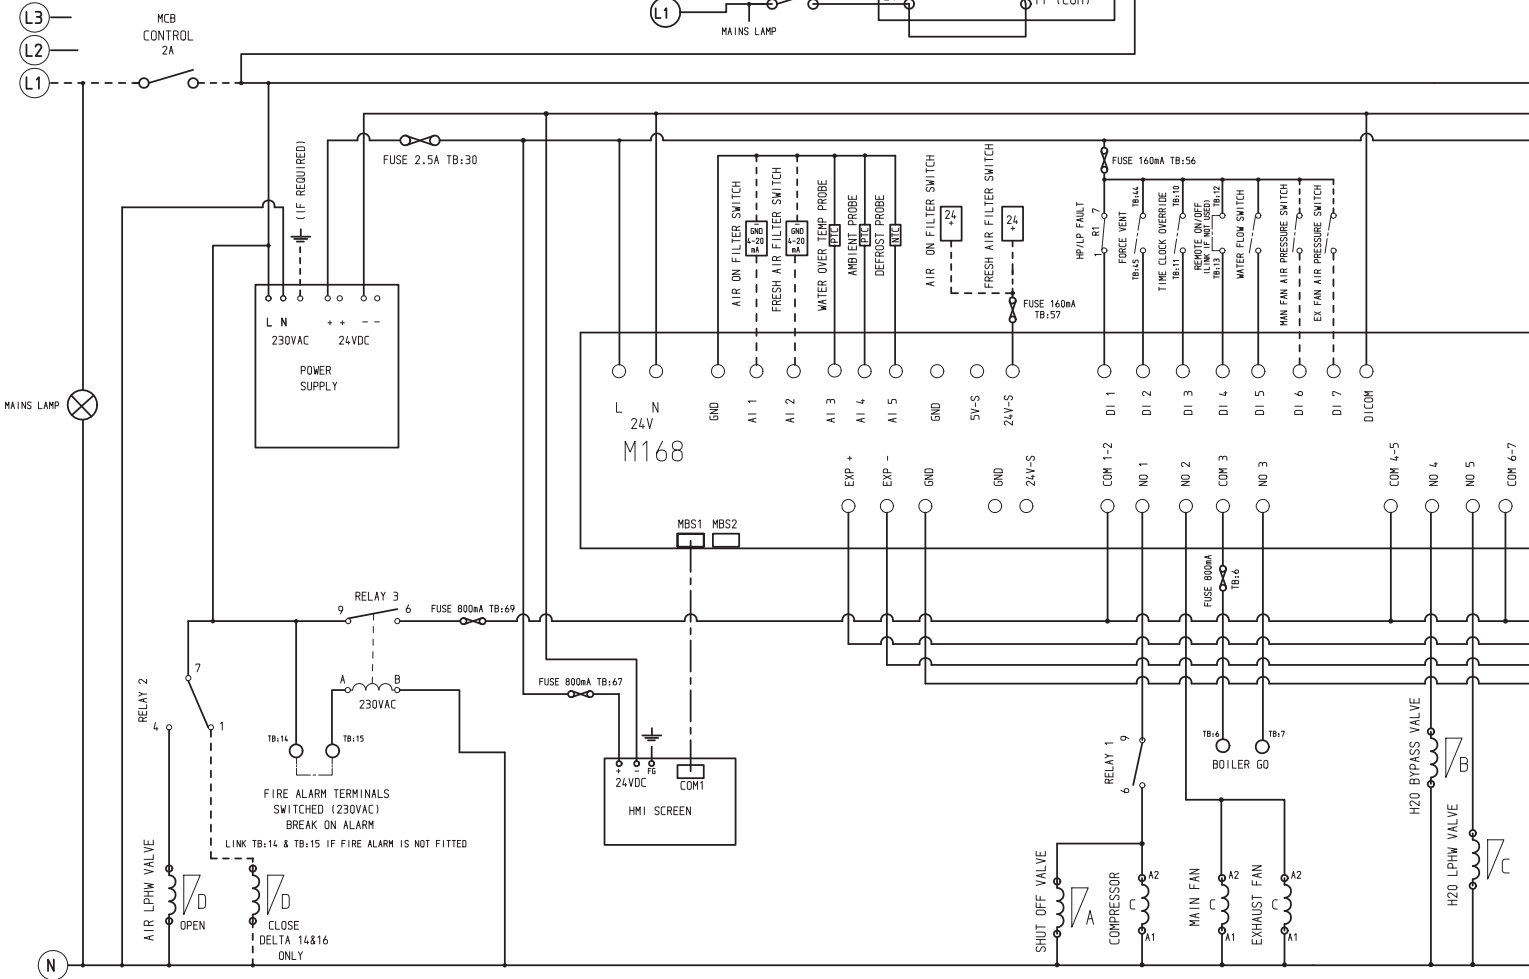 L3
MCB
CONTROL
2A
L2
L1
L1
MAINS LAMP
(IF REQUIRED)
FUSE 2.5A TB:30
AIR ON FILTER SWITCH
GND
4-20
mA
FRESH AIR FILTER SWITCH
GND
4-20
mA
WATER OVER TEMP PROBE
PTC
AMBIENT PROBE
PTC
DEFROST PROBE
NTC
AIR ON FILTER SWITCH
24
+
FRESH AIR FILTER SWITCH
24
+
FUSE 160mA
TB:57
FUSE 160mA TB:56
HP/LP FAULT
R1
7
1
FORCE VENT
TB:44
TB:45
TIME CLOCK OVERRIDE
TB:10
TB:11
REMOTE ON/OFF
(LINK IF NOT USED)
TB:12
TB:13
WATER FLOW SWITCH
MAN FAN AIR PRESSURE SWITCH
EX FAN AIR PRESSURE SWITCH
L N
+ + - -
230VAC 24VDC
POWER
SUPPLY
MAINS LAMP
L N
24V
M168
GND
AI 1
AI 2
AI 3
AI 4
AI 5
GND
5V-S
24V-S
DI 1
DI 2
DI 3
DI 4
DI 5
DI 6
DI 7
DICOM
EXP +
EXP -
GND
GND
24V-S
COM 1-2
NO 1
NO 2
COM 3
NO 3
COM 4-5
NO 4
NO 5
COM 6-7
MBS1 MBS2
FUSE 800mA
TB:6
RELAY 3
9 6
FUSE 800mA TB:69
A B
230VAC
FUSE 800mA TB:67
RELAY 2
7
4 1
TB:14 TB:15
FIRE ALARM TERMINALS
SWITCHED (230VAC)
BREAK ON ALARM
LINK TB:14 & TB:15 IF FIRE ALARM IS NOT FITTED
+ - FG
24VDC
COM1
HMI SCREEN
RELAY 1
9
6
TB:6 TB:7
BOILER GO
H2O BYPASS VALVE
B
H2O LPHW VALVE
C
AIR LPHW VALVE
D
OPEN
D
CLOSE
DELTA 14&16
ONLY
SHUT OFF VALVE
A
COMPRESSOR
A2
C
A1
MAIN FAN
A2
C
A1
EXHAUST FAN
A2
C
A1
N